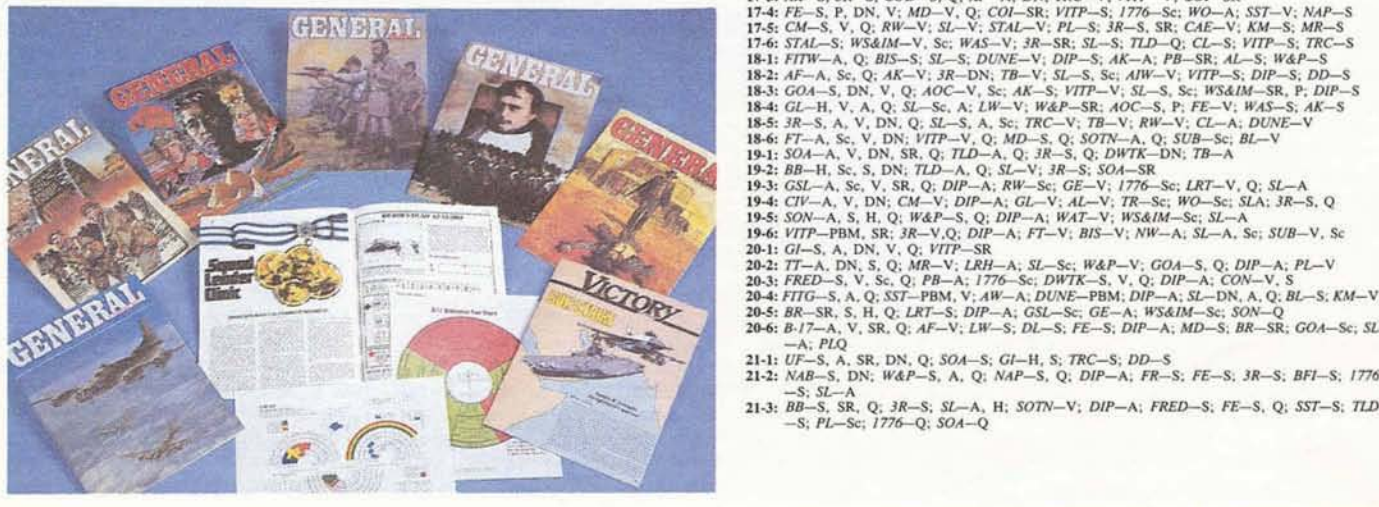 GENERAL
GENERAL
GENERAL
GENERAL
GENERAL
GENERAL
Squad
Leader
Clinic
VICTORY
17-4: FE—S, P, DN, V; MD—V, Q; COI—SR; VITP—S; 1776—Sc; WO—A; SST—V; NAP—S
17-5: CM—S, V, Q; RW—V; SL—V; STAL—V; PL—S; 3R—S, SR; CAE—V; KM—S; MR—S
17-6: STAL—S; WS&IM—V, Sc; WAS—V; 3R—SR; SL—S; TLD—Q; CL—S; VITP—S; TRC—S
18-1: FITW—A, Q; BIS—S; SL—S; DUNE—V; DIP—S; AK—A; PB—SR; AL—S; W&P—S
18-2: AF—A, Sc, Q; AK—V; 3R—DN; TB—V; SL—S, Sc; AIW—V; VITP—S; DIP—S; DD—S
18-3: GOA—S, DN, V, Q; AOC—V, Sc; AK—S; VITP—V; SL—S, Sc; WS&IM—SR, P; DIP—S
18-4: GL—H, V, A, Q; SL—Sc, A; LW—V; W&P—SR; AOC—S, P; FE—V; WAS—S; AK—S
18-5: 3R—S, A, V, DN, Q; SL—S, A, Sc; TRC—V; TB—V; RW—V; CL—A; DUNE—V
18-6: FT—A, Sc, V, DN; VITP—V, Q; MD—S, Q; SOTN—A, Q; SUB—Sc; BL—V
19-1: SOA—A, V, DN, SR, Q; TLD—A, Q; 3R—S, Q; DWTK—DN; TB—A
19-2: BB—H, Sc, S, DN; TLD—A, Q; SL—V; 3R—S; SOA—SR
19-3: GSL—A, Sc, V, SR, Q; DIP—A; RW—Sc; GE—V; 1776—Sc; LRT—V, Q; SL—A
19-4: CIV—A, V, DN; CM—V; DIP—A; GL—V; AL—V; TR—Sc; WO—Sc; SLA; 3R—S, Q
19-5: SON—A, S, H, Q; W&P—S, Q; DIP—A; WAT—V; WS&IM—Sc; SL—A
19-6: VITP—PBM, SR; 3R—V,Q; DIP—A; FT—V; BIS—V; NW—A; SL—A, Sc; SUB—V, Sc
20-1: GI—S, A, DN, V, Q; VITP—SR
20-2: TT—A, DN, S, Q; MR—V; LRH—A; SL—Sc; W&P—V; GOA—S, Q; DIP—A; PL—V
20-3: FRED—S, V, Sc, Q; PB—A; 1776—Sc; DWTK—S, V, Q; DIP—A; CON—V, S
20-4: FITG—S, A, Q; SST—PBM, V; AW—A; DUNE—PBM; DIP—A; SL—DN, A, Q; BL—S; KM—V
20-5: BR—SR, S, H, Q; LRT—S; DIP—A; GSL—Sc; GE—A; WS&IM—Sc; SON—Q
20-6: B-17—A, V, SR, Q; AF—V; LW—S; DL—S; FE—S; DIP—A; MD—S; BR—SR; GOA—Sc; SL
—A; PLQ
21-1: UF—S, A, SR, DN, Q; SOA—S; GI—H, S; TRC—S; DD—S
21-2: NAB—S, DN; W&P—S, A, Q; NAP—S, Q; DIP—A; FR—S; FE—S; 3R—S; BFI—S; 1776
—S; SL—A
21-3: BB—S, SR, Q; 3R—S; SL—A, H; SOTN—V; DIP—A; FRED—S; FE—S, Q; SST—S; TLD
—S; PL—Sc; 1776—Q; SOA—Q